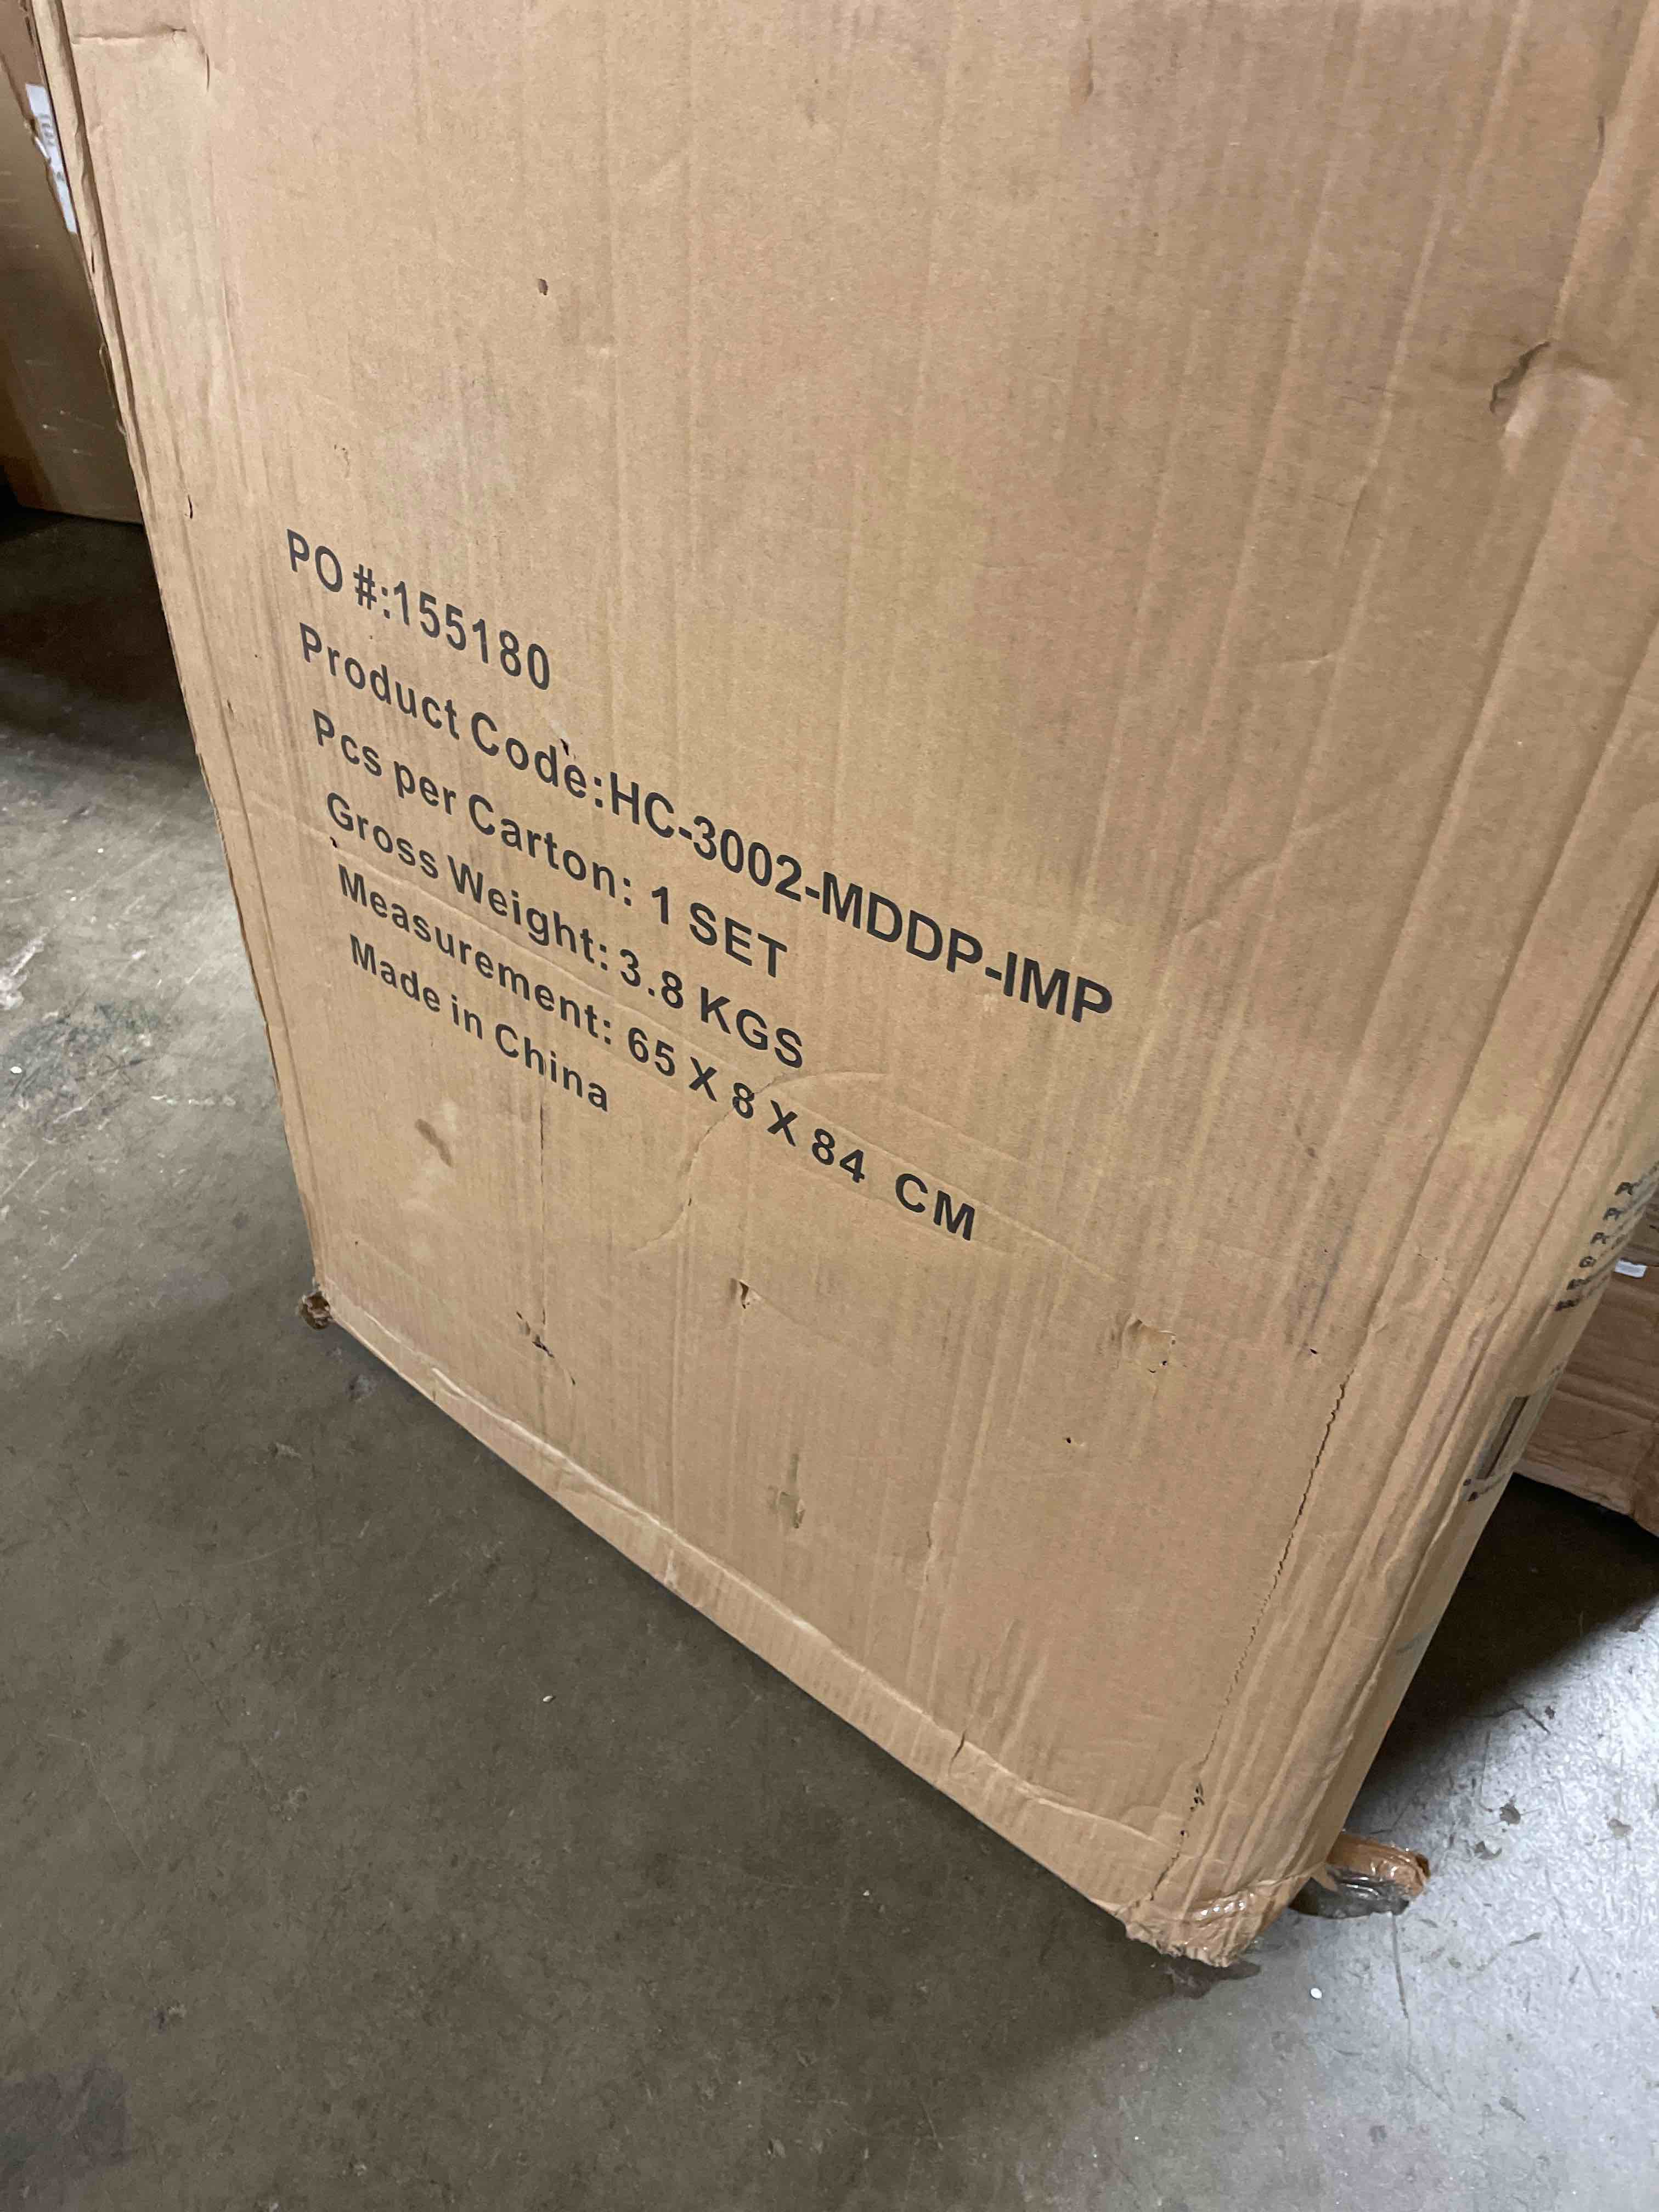 PO #:155180
Product Code:HC-3002-MDDP-IMP
Pcs per Carton: 1 SET
Gross Weight: 3.8 KGS
Measurement: 65 X 8 X 84 CM
Made in China